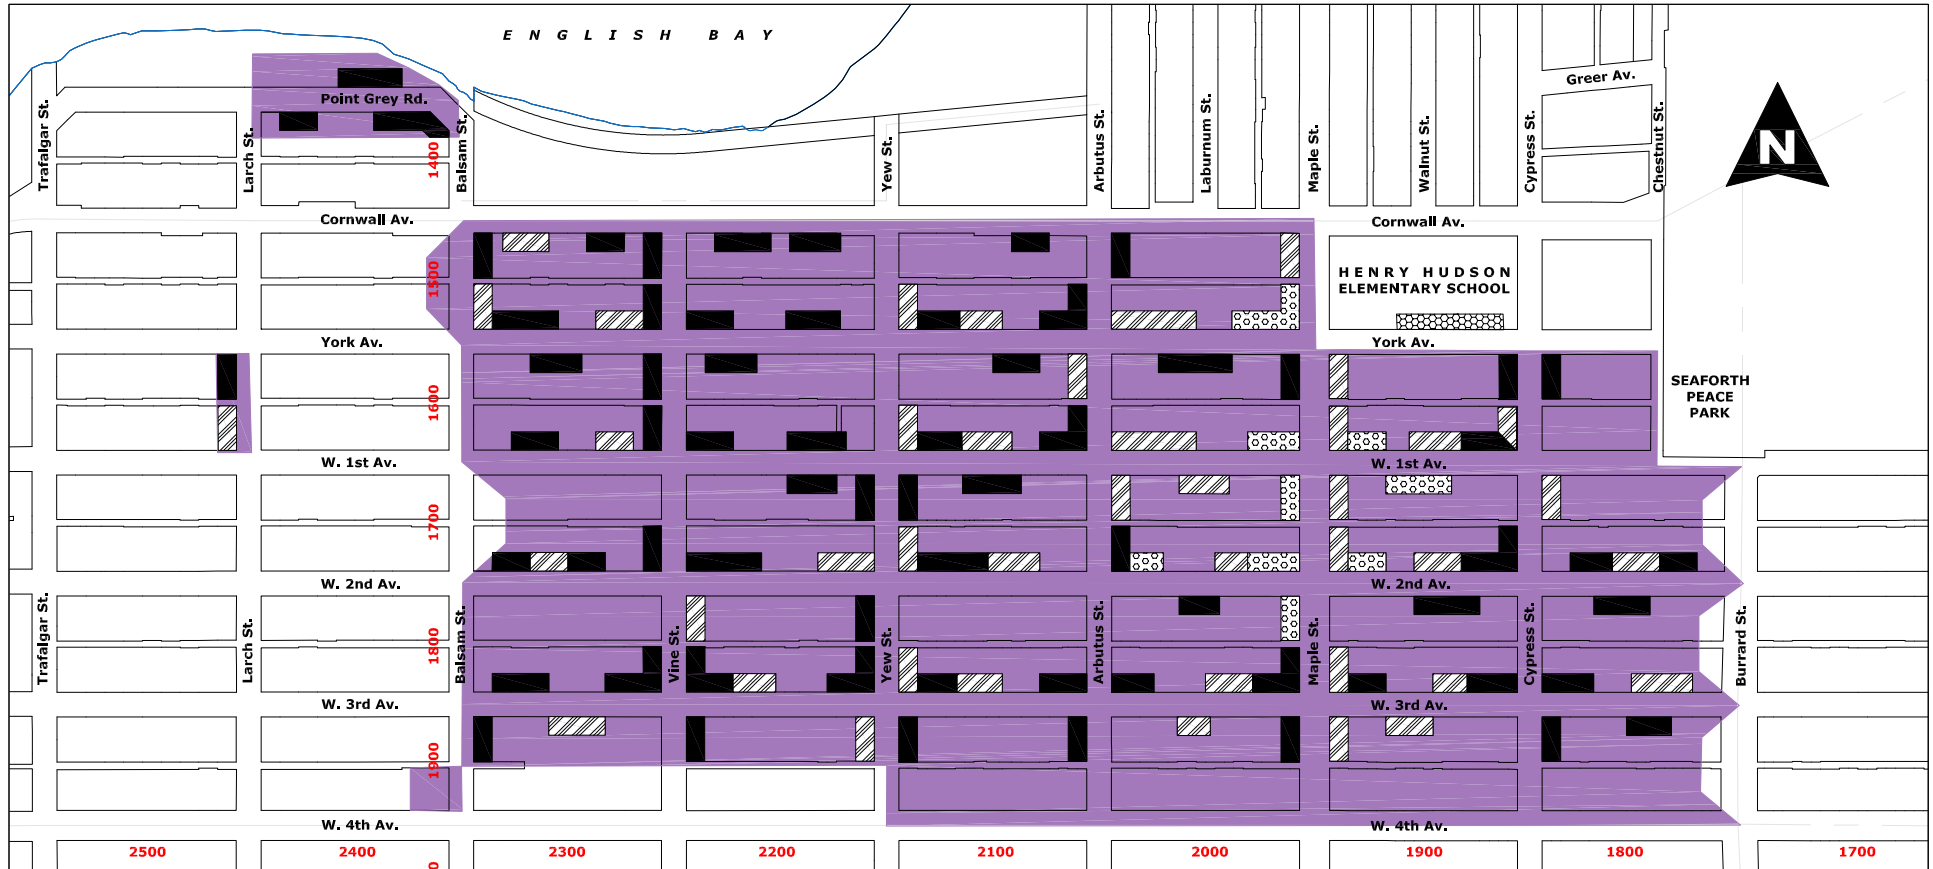 ENGLISH BAY
Greer Av.
Point Grey Rd.
N
Trafalgar St.
Larch St.
1400
Balsam St.
Yew St.
Arbutus St.
Laburnum St.
Maple St.
Walnut St.
Cypress St.
Chestnut St.
Cornwall Av.
Cornwall Av.
1500
HENRY HUDSON
ELEMENTARY SCHOOL
York Av.
York Av.
1600
SEAFORTH
PEACE
PARK
W. 1st Av.
W. 1st Av.
1700
W. 2nd Av.
W. 2nd Av.
Trafalgar St.
Larch St.
1800
Balsam St.
Vine St.
Yew St.
Arbutus St.
Maple St.
Cypress St.
Burrard St.
W. 3rd Av.
W. 3rd Av.
1900
W. 4th Av.
W. 4th Av.
2500
2400
2300
2200
2100
2000
1900
1800
1700